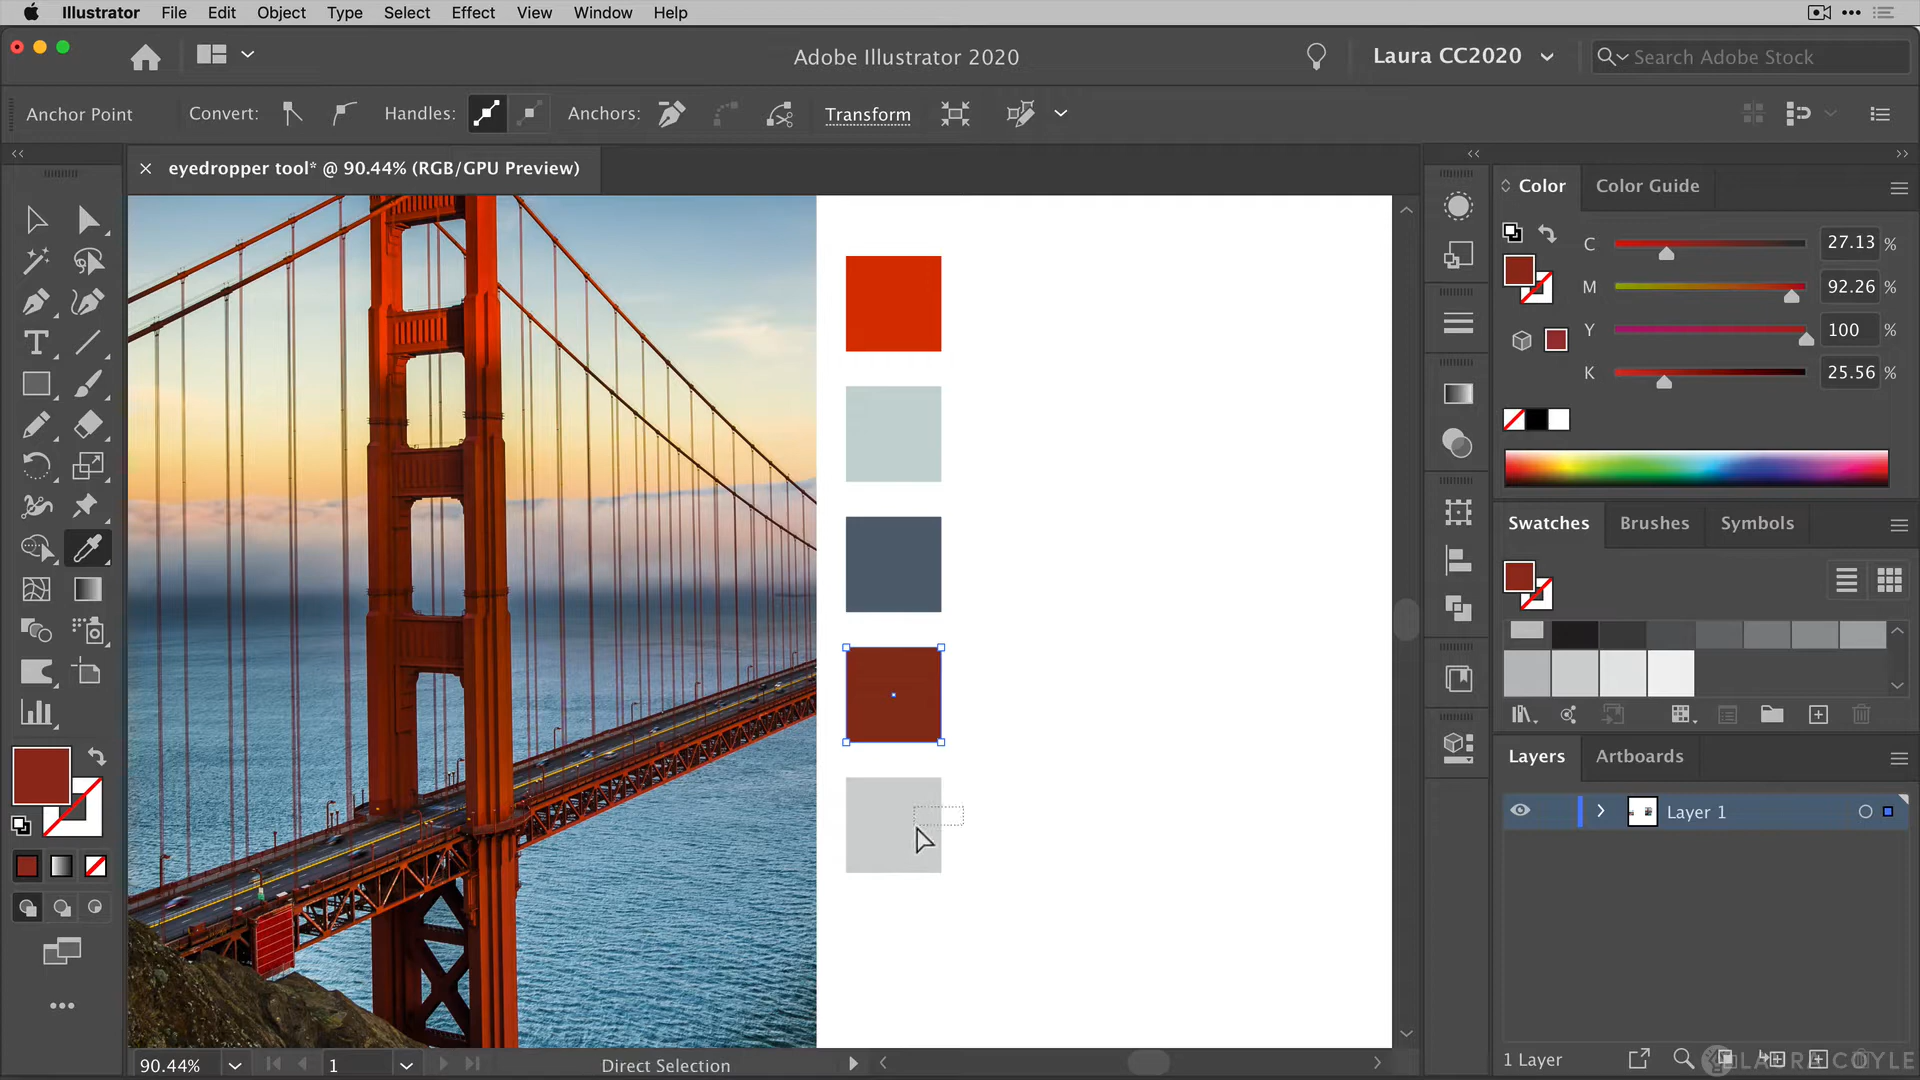 Illustrator File Edit Object Type Select Effect View Window Help
Adobe Illustrator 2020
Laura CC2020
Search Adobe Stock
Anchor Point Convert: Handles: Anchors: Transform
eyedropper tool* @ 90.44% (RGB/GPU Preview)
Color Color Guide
C 27.13 %
M 92.26 %
Y 100 %
K 25.56 %
Swatches Brushes Symbols
Layers Artboards
Layer 1
90.44% 1 Direct Selection
1 Layer
LAURA COYLE